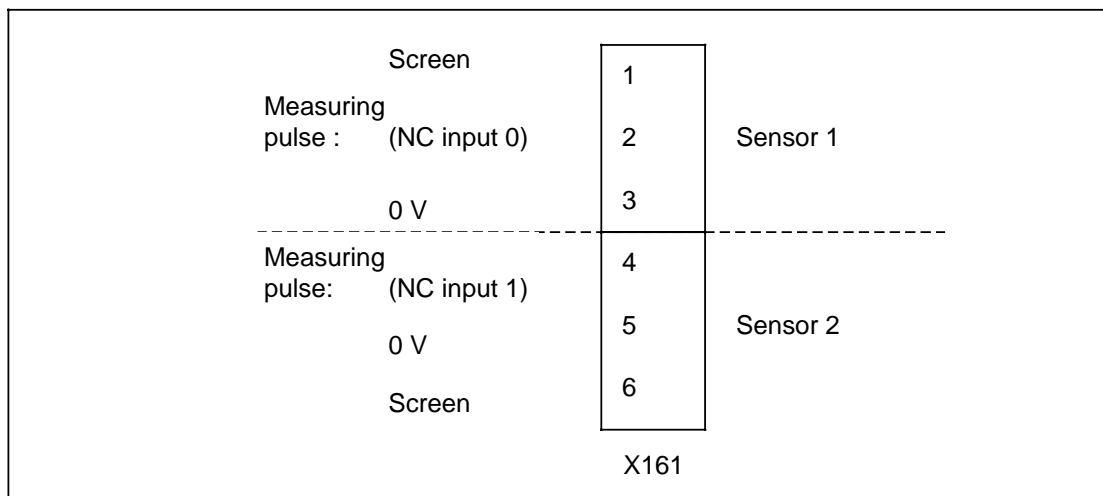 Screen
1
Measuring
pulse : (NC input 0)
2
Sensor 1
0 V
3
Measuring
pulse: (NC input 1)
4
0 V
5
Sensor 2
Screen
6
X161